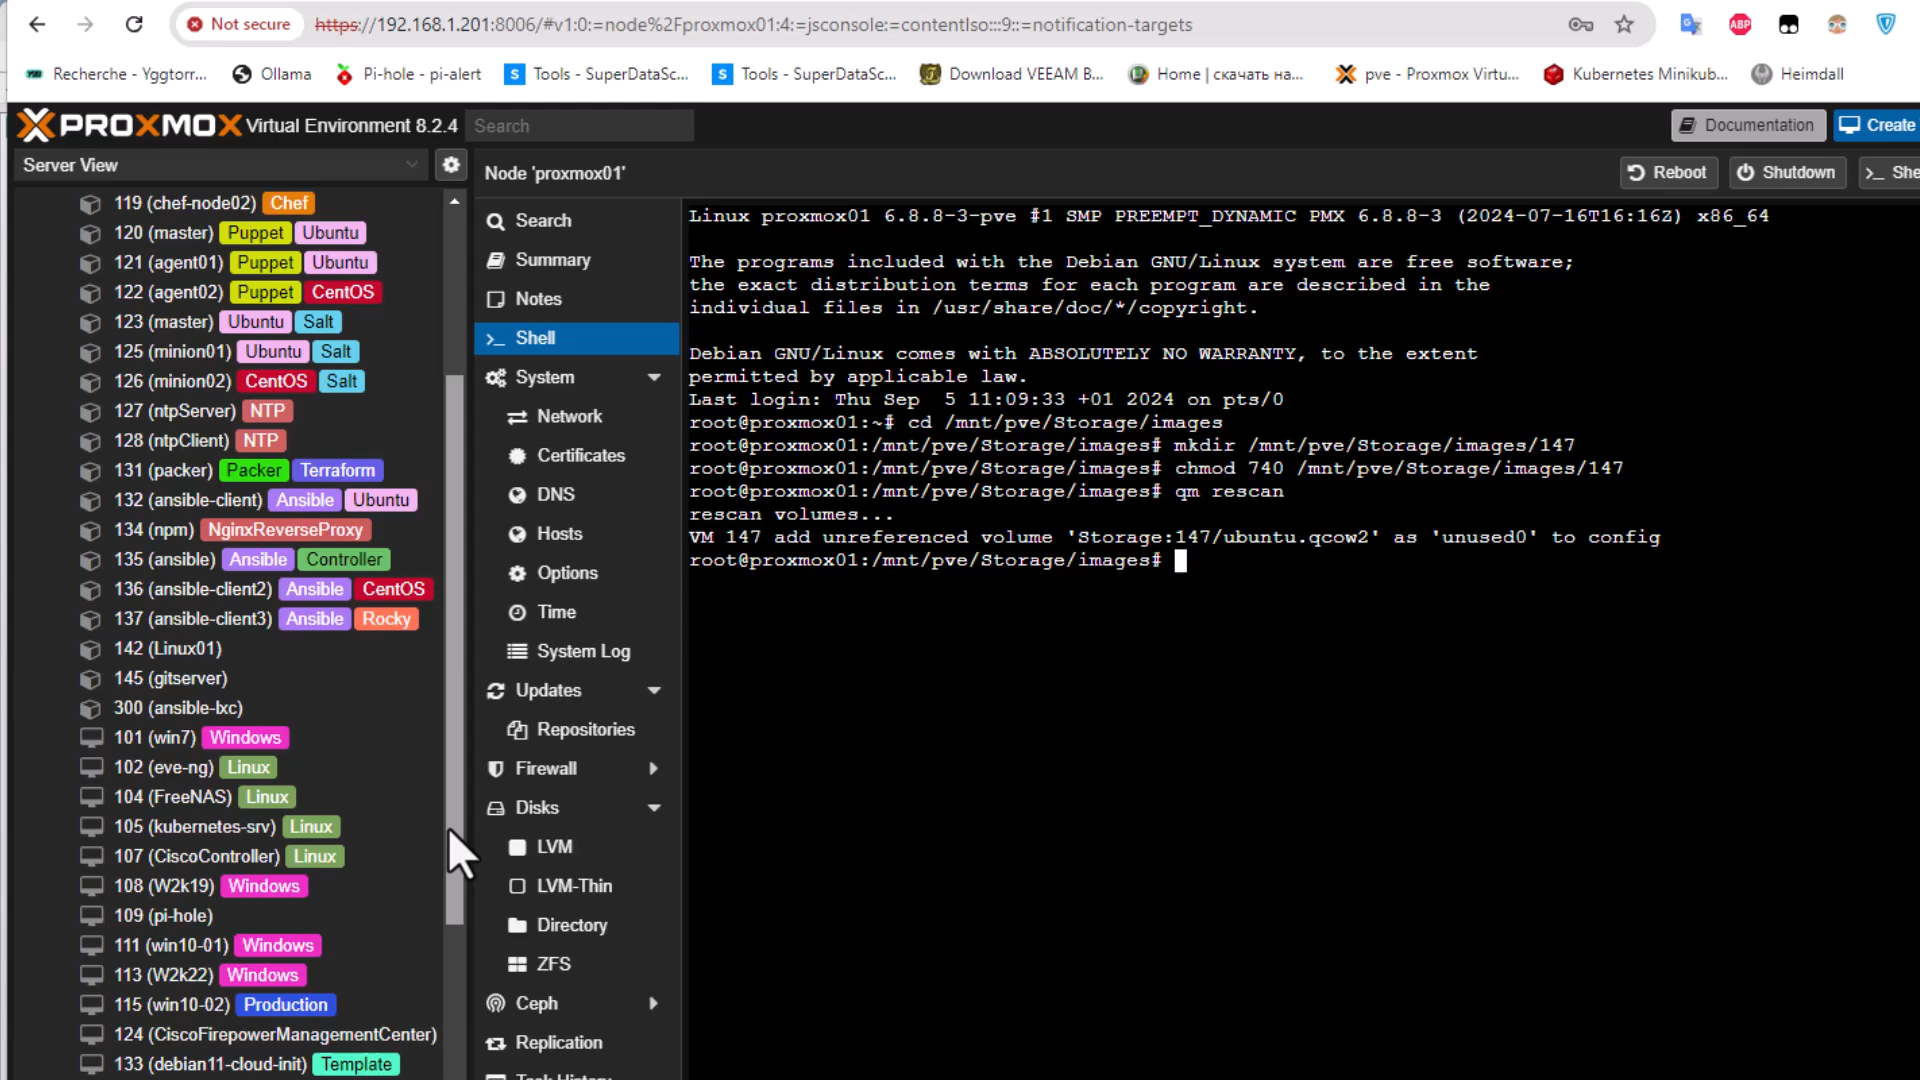 Not secure https://192.168.1.201:8006/#v1:0:=node%2Fproxmox01:4:=jsconsole:=contentIso:::9::=notification-targets
ABP
Recherche - Yggtorr...
Ollama
Pi-hole - pi-alert
S Tools - SuperDataSc...
S Tools - SuperDataSc...
Download VEEAM B...
Home | скачать на...
pve - Proxmox Virtu...
Kubernetes Minikub...
Heimdall
PROXMOX Virtual Environment 8.2.4
Search
Documentation
Create
Server View
Node 'proxmox01'
Reboot
Shutdown
>_ She
119 (chef-node02) Chef
120 (master) Puppet Ubuntu
121 (agent01) Puppet Ubuntu
122 (agent02) Puppet CentOS
123 (master) Ubuntu Salt
125 (minion01) Ubuntu Salt
126 (minion02) CentOS Salt
127 (ntpServer) NTP
128 (ntpClient) NTP
131 (packer) Packer Terraform
132 (ansible-client) Ansible Ubuntu
134 (npm) NginxReverseProxy
135 (ansible) Ansible Controller
136 (ansible-client2) Ansible CentOS
137 (ansible-client3) Ansible Rocky
142 (Linux01)
145 (gitserver)
300 (ansible-lxc)
101 (win7) Windows
102 (eve-ng) Linux
104 (FreeNAS) Linux
105 (kubernetes-srv) Linux
107 (CiscoController) Linux
108 (W2k19) Windows
109 (pi-hole)
111 (win10-01) Windows
113 (W2k22) Windows
115 (win10-02) Production
124 (CiscoFirepowerManagementCenter)
133 (debian11-cloud-init) Template
Search
Summary
Notes
>_ Shell
System
Network
Certificates
DNS
Hosts
Options
Time
System Log
Updates
Repositories
Firewall
Disks
LVM
LVM-Thin
Directory
ZFS
Ceph
Replication
Task History
Linux proxmox01 6.8.8-3-pve #1 SMP PREEMPT_DYNAMIC PMX 6.8.8-3 (2024-07-16T16:16Z) x86_64
The programs included with the Debian GNU/Linux system are free software;
the exact distribution terms for each program are described in the
individual files in /usr/share/doc/*/copyright.
Debian GNU/Linux comes with ABSOLUTELY NO WARRANTY, to the extent
permitted by applicable law.
Last login: Thu Sep  5 11:09:33 +01 2024 on pts/0
root@proxmox01:~# cd /mnt/pve/Storage/images
root@proxmox01:/mnt/pve/Storage/images# mkdir /mnt/pve/Storage/images/147
root@proxmox01:/mnt/pve/Storage/images# chmod 740 /mnt/pve/Storage/images/147
root@proxmox01:/mnt/pve/Storage/images# qm rescan
rescan volumes...
VM 147 add unreferenced volume 'Storage:147/ubuntu.qcow2' as 'unused0' to config
root@proxmox01:/mnt/pve/Storage/images#